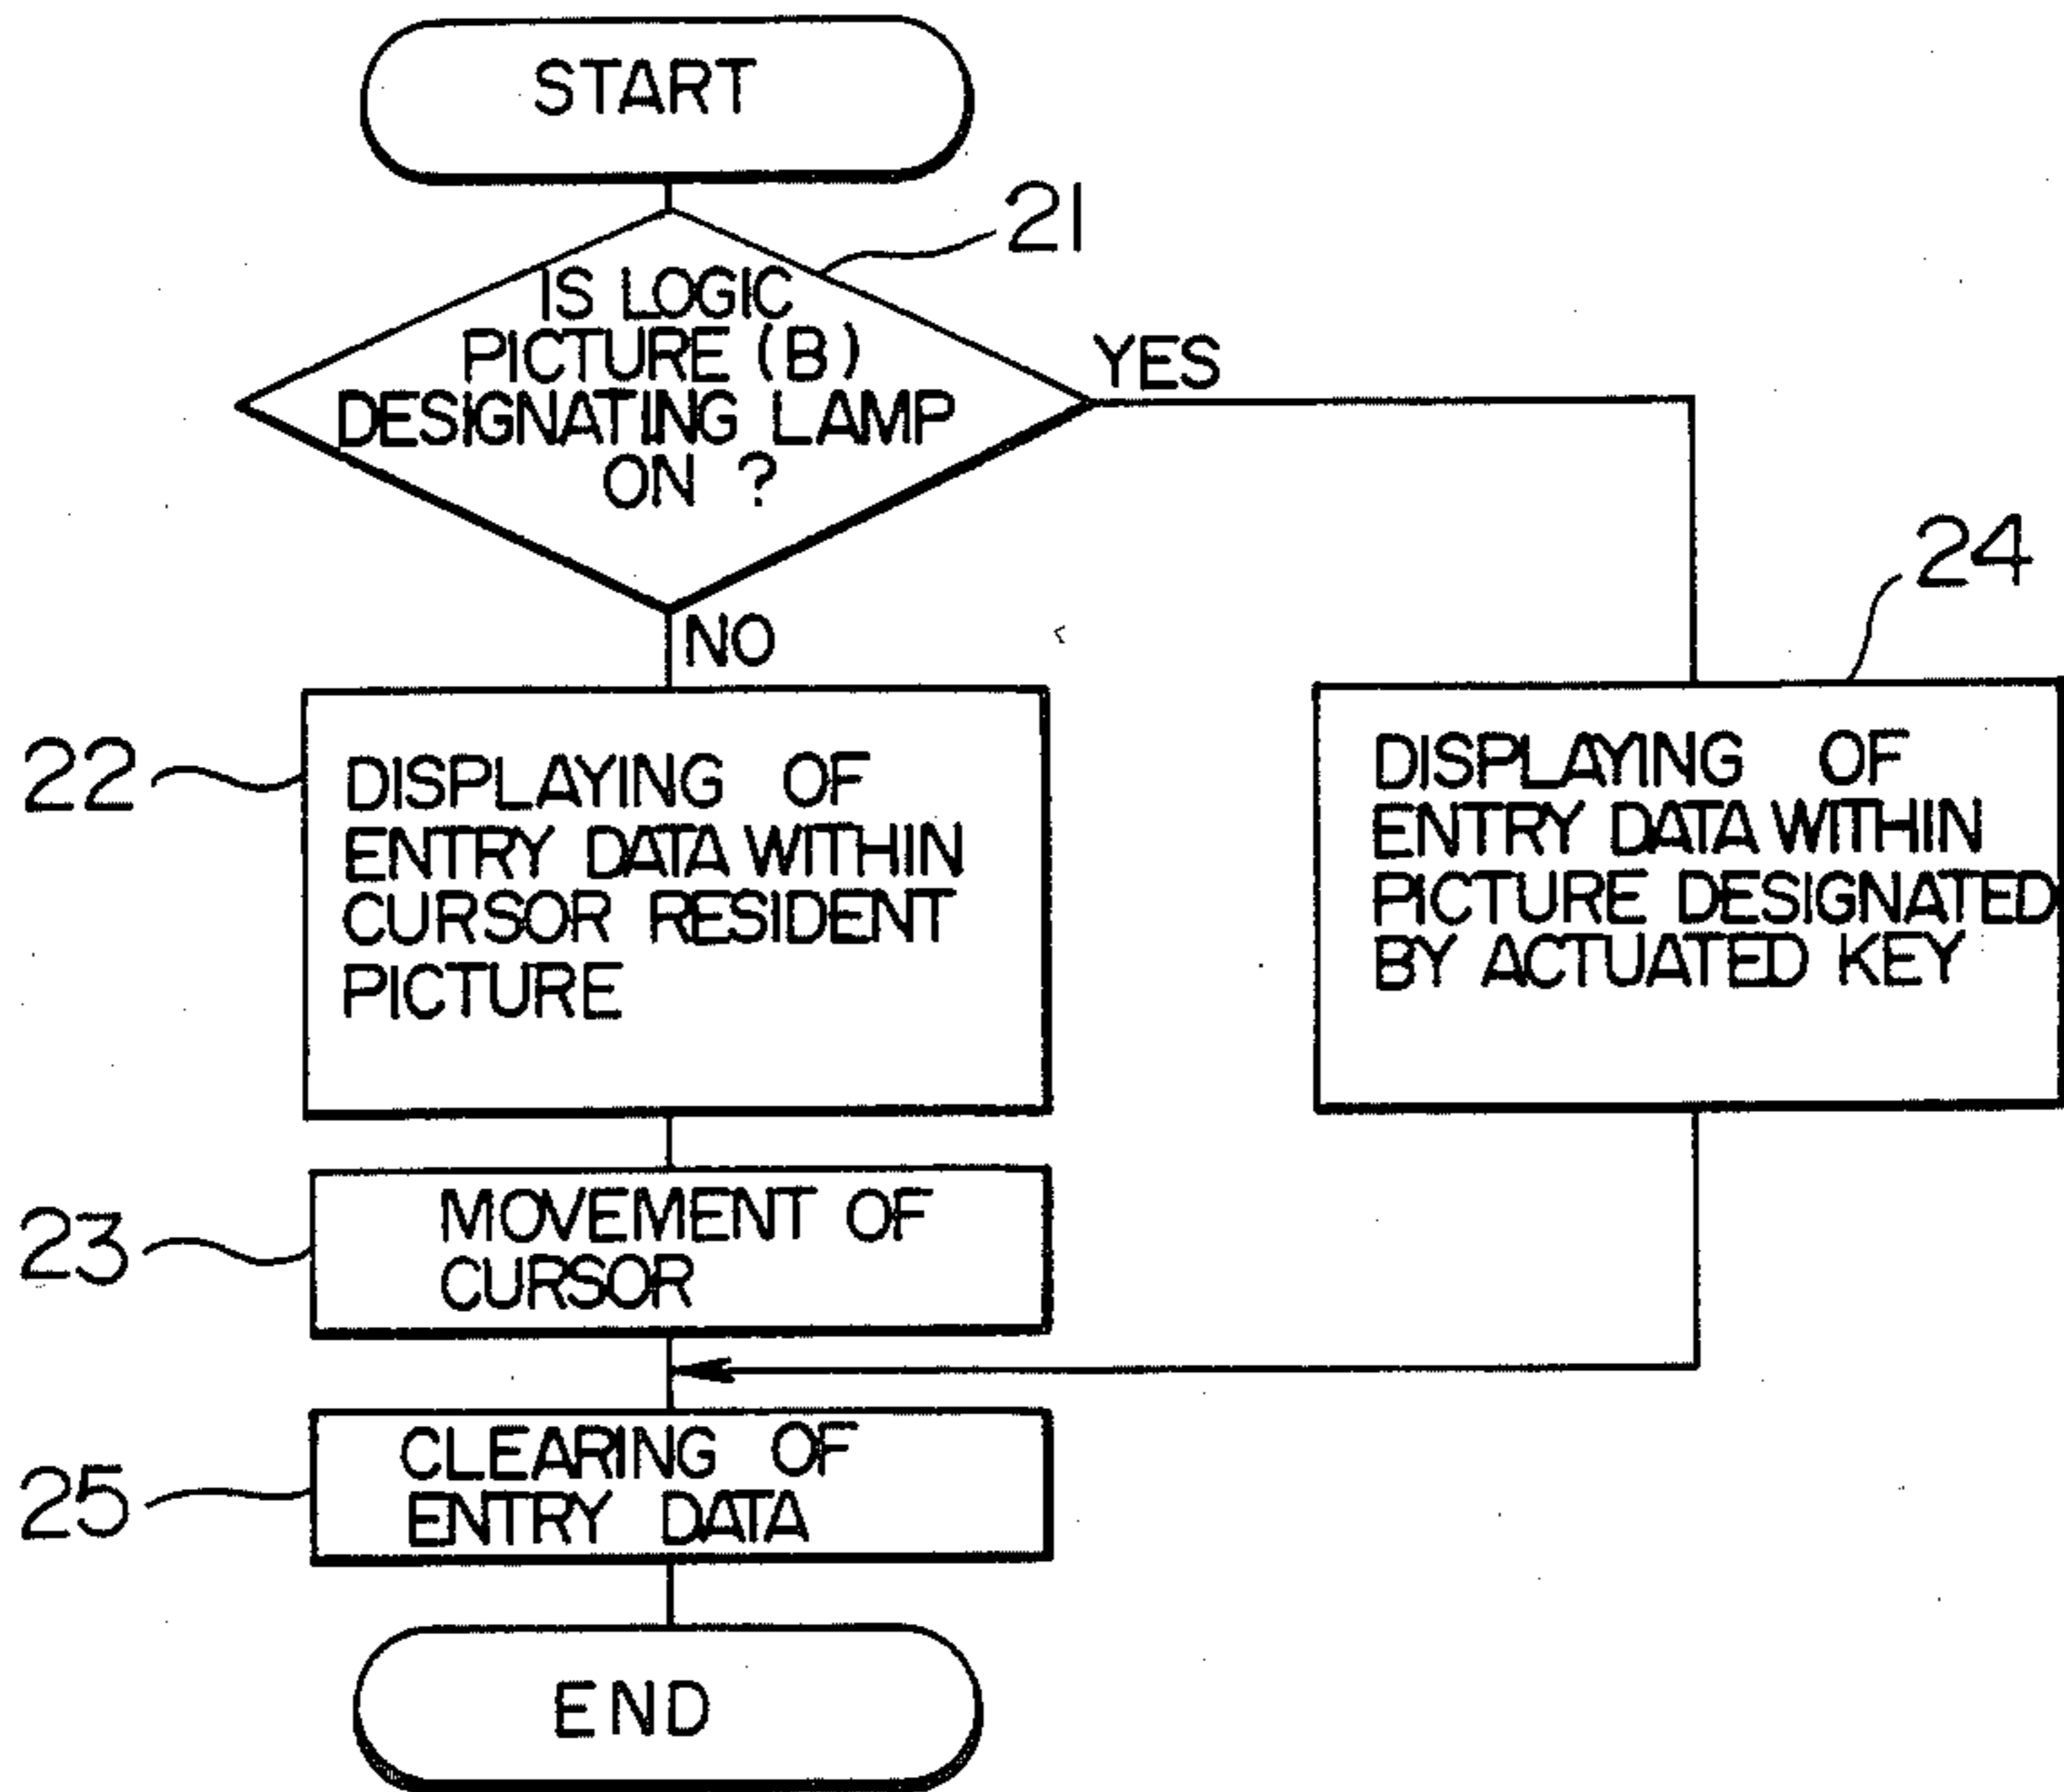 START
21
IS LOGIC
PICTURE (B)
DESIGNATING LAMP
ON ?
YES
NO
22
DISPLAYING OF
ENTRY DATA WITHIN
CURSOR RESIDENT
PICTURE
24
DISPLAYING OF
ENTRY DATA WITHIN
PICTURE DESIGNATED
BY ACTUATED KEY
23
MOVEMENT OF
CURSOR
25
CLEARING OF
ENTRY DATA
END